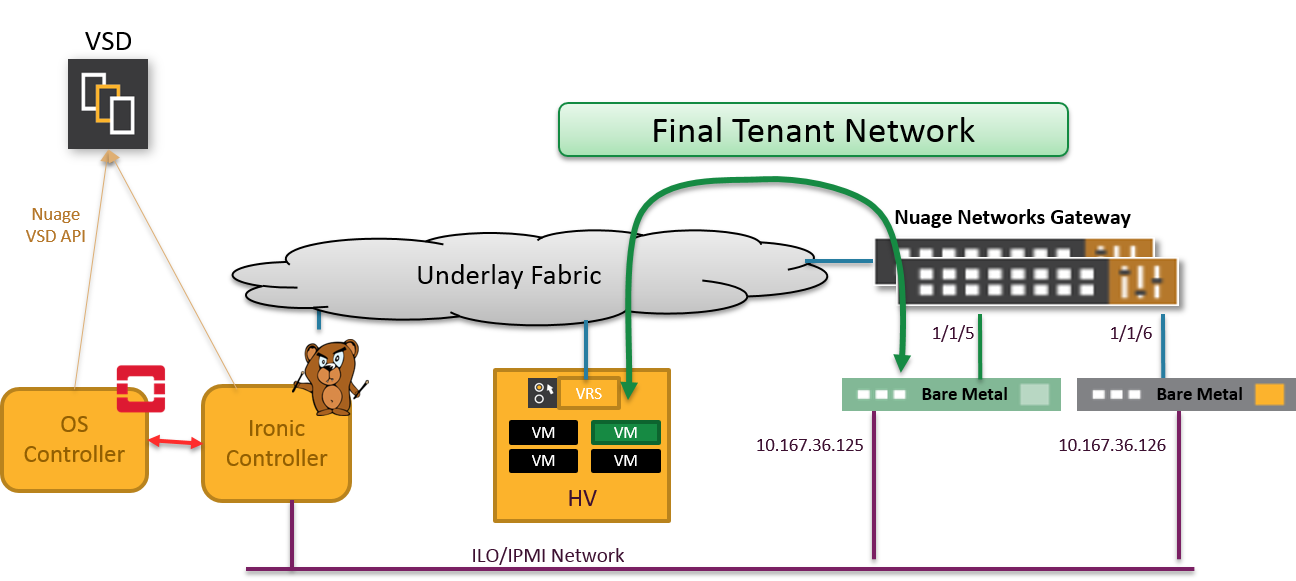 VSD
Final Tenant Network
Nuage
VSD API
Nuage Networks Gateway
Underlay Fabric
1/1/5
1/1/6
VRS
Bare Metal
Bare Metal
OS
Controller
Ironic
Controller
VM
VM
VM
VM
10.167.36.125
10.167.36.126
HV
ILO/IPMI Network